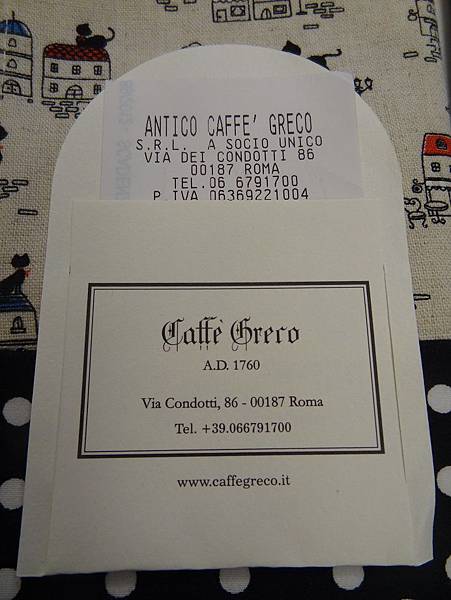 ANTICO CAFFE' GRECO
S.R.L. A SOCIO UNICO
VIA DEI CONDOTTI 86
00187 ROMA
TEL.06 6791700
P.IVA 06369221004
Caffè Greco
A.D. 1760
Via Condotti, 86 - 00187 Roma
Tel. +39.066791700
www.caffegreco.it